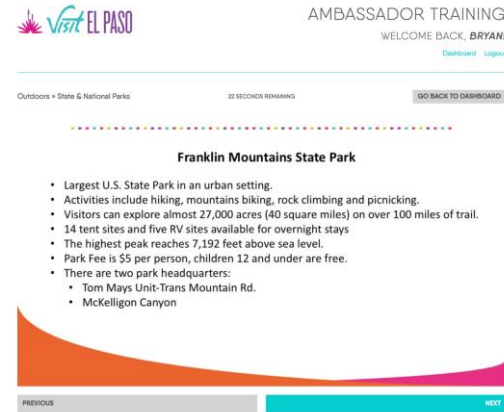 Visit EL PASO
AMBASSADOR TRAINING
WELCOME BACK, BRYAN!
Dashboard Logout
Outdoors » State & National Parks
22 SECONDS REMAINING
GO BACK TO DASHBOARD
Franklin Mountains State Park
• Largest U.S. State Park in an urban setting.
• Activities include hiking, mountains biking, rock climbing and picnicking.
• Visitors can explore almost 27,000 acres (40 square miles) on over 100 miles of trail.
• 14 tent sites and five RV sites available for overnight stays
• The highest peak reaches 7,192 feet above sea level.
• Park Fee is $5 per person, children 12 and under are free.
• There are two park headquarters:
• Tom Mays Unit-Trans Mountain Rd.
• McKelligon Canyon
PREVIOUS
NEXT